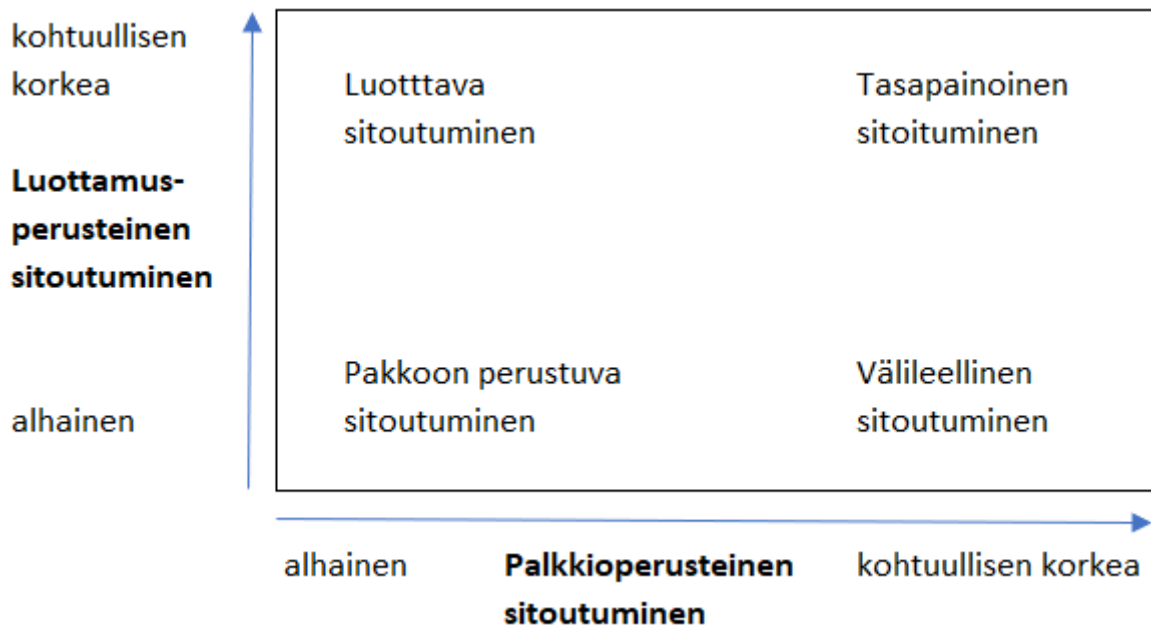 kohtuullisen
korkea
Luotttava
Tasapainoinen
sitoutuminen
sitoituminen
Luottamus-
perusteinen
sitoutuminen
Pakkoon perustuva
Välileellinen
alhainen
sitoutuminen
sitoutuminen
alhainen
Palkkioperusteinen
kohtuullisen korkea
sitoutuminen